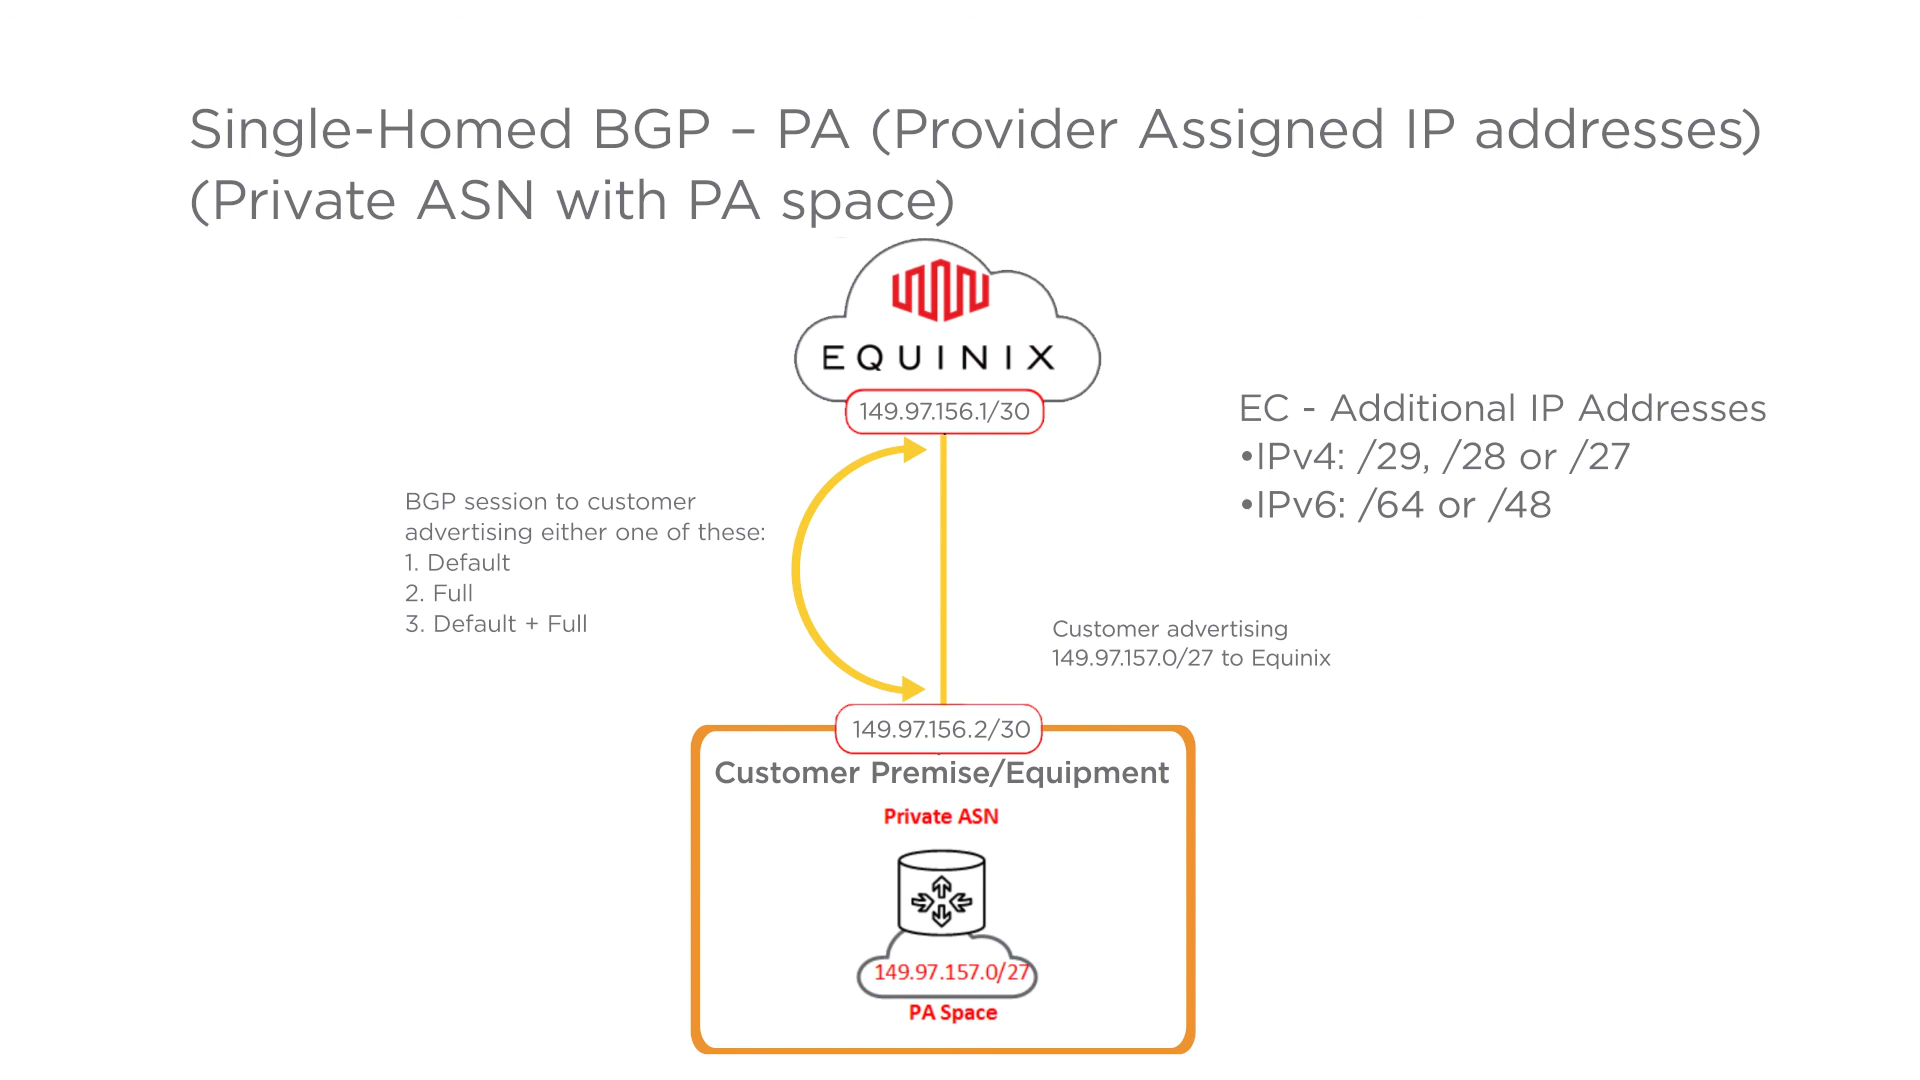 Single-Homed BGP – PA (Provider Assigned IP addresses)
(Private ASN with PA space)
EQUINIX
149.97.156.1/30
EC - Additional IP Addresses
•IPv4: /29, /28 or /27
•IPv6: /64 or /48
BGP session to customer
advertising either one of these:
1. Default
2. Full
3. Default + Full
Customer advertising
149.97.157.0/27 to Equinix
149.97.156.2/30
Customer Premise/Equipment
Private ASN
149.97.157.0/27
PA Space